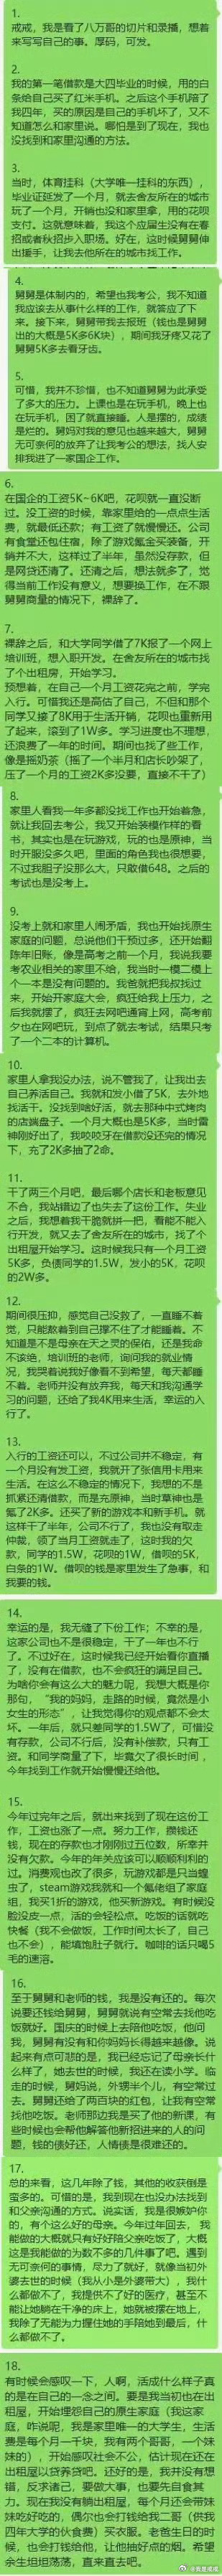 1.
戒戒，我是看了八万哥的切片和录播，想着
来写写自己的事。厚码，可发。
2.
我的第一笔借款是大四毕业的时候，用的白
条给自己买了红米手机。之后这个手机陪了
我四年，买的原因是自己的手机坏了，又不
知道怎么和家里说。哪怕是到了现在，我也
没找到和家里沟通的方法。
3.
当时，体育挂科（大学唯一挂科的东西），
毕业证延发了一个月，就去舍友所在的城市
玩了一个月，开销也没和家里拿，用的花呗
支付。这就意味着，我这个应届生没有在春
招或者秋招步入职场。好在，这时候舅舅伸
出援手，让我去他所在的城市找工作。
4.
舅舅是体制内的，希望也我考公，我不知道
我应该去从事什么样的工作，就答应了下
来。接下来，舅舅带我去报班（钱也是舅舅
出的大概是5K多6K块），期间我牙疼又花了
舅舅5K多去看牙齿。
5.
可惜，我并不珍惜，也不知道舅舅为此承受
了多大的压力。上课也是在玩手机，晚上也
在玩手机，困了就直接睡。人是摆的，成绩
是烂的。舅妈对我的意见也越来越大，舅舅
无可奈何的放弃了让我考公的想法，找人安
排我进了一家国企工作。
6.
在国企的工资5K~6K吧，花呗就一直没断
过。没工资的时候，靠家里给的一点点生活
费，就最低还款；有工资了就慢慢还。公司
有食堂还包住宿，除了游戏氪金买装备，开
销并不大，这样过了半年，虽然没存款，但
是网贷还清了。还清之后，想法就多了，觉
得当前工作没有意义，想要换工作，在不跟
舅舅商量的情况下，裸辞了。
7.
裸辞之后，和大学同学借了7K报了一个网上
培训班，想入职开发。在舍友所在的城市找
了个出租房，开始学习。
预想着，在自己一个月工资花完之前，学完
入行。可惜我还是高估了自己，不但和那个
同学又接了8K用于生活开销，花呗也重新用
了起来，滚到了1W多。学习进度也不理想，
还浪费了一年的时间。期间也找了些工作，
像是摇奶茶（摇了一个半月和店长吵架了，
压了一个月的工资2K多没要，直接不干了）
8.
家里人看我一年多都没找工作也开始着急，
就让我回去考公，我又开始装模作样的看
书，其实也是在玩游戏，玩的也是原神，当
时开服没多久吧，里面的角色我也很想要，
不过我胆子没那么大，只敢借648。之后的
考试也是没考上。
9.
没考上就和家里人闹矛盾，我也开始找原生
家庭的问题，总说他们干预过多，还开始翻
陈年旧账，像是高考之前一个月，我说我要
考农业相关的家里不给，我当时一模二模上
个一本是没有问题的。我爸就把我叔找过
来，开始开家庭大会，疯狂给我上压力，之
后我就摆了，疯狂去网吧通宵上网，高考前
夕也在网吧玩，到点了就去考试，结果只考
了一个二本的计算机。
10.
家里人拿我没办法，说不管我了，让我出去
自己养活自己。我就和发小借了5K，去外地
找活干。没找到啥好活，就去那种中式烤肉
的店端盘子。一个月大概也是5K多，当时雷
神刚好出了，我咬咬牙在借款没还完的情况
下，充了2K多抽了2命。
11.
干了两三个月吧，最后哪个店长和老板意见
不合，我站错边了也失去了这份工作。失业
之后，我想着我干脆就拼一把，看能不能入
行开发，就又去了舍友所在的城市，找了个
出租屋开始学习。这时候我只有一个月工资
5K多，负债同学的1.5W，发小的5K，花呗
的2W多。
12.
期间很压抑，感觉自己没救了，一直睡不着
觉，只能熬着到自己撑不住了才能睡着。不
知道是不是母亲在天之灵的保佑，还是我命
不该绝，培训班的老师，询问我的就业情
况，我哭着说我好像看不到希望，每天都睡
不着。老师并没有放弃我，每天和我沟通学
习的问题，还给了我4K用来生活，幸运的入
行了。
13.
入行的工资还可以，不过公司并不稳定，有
一个月没有发工资，我就开了张信用卡用来
生活。在这么不稳定的情况下，我想的不是
抓紧还清借款，而是充原神，当时草神也是
氪了2K多。还买了新的游戏本和新手机。就
这样干了半年，公司不行了，我也没有取走
仲裁，领了当月工资就走了，这时我的欠
款，同学的1.5W，花呗的1W，借呗的5K，
白条的1W。借呗的钱是家里发生了急事，和
我要的钱。
14.
幸运的是，我无缝了下份工作；不幸的是，
这家公司也不是很稳定，干了一年也不行
了。不过好在，这时候我已经开始看你直播
了，没有在借款，也不会疯狂的满足自己。
为啥你会有这么大的魅力呢，我想大概是你
那句，“我的妈妈，走路的时候，竟然是小
女生的形态”，让我觉得你的观点都不会太
坏。一年后，就只差同学的1.5W了，可惜没
有存款，公司不行后，没有补偿款，只有工
资。和同学商量了下，毕竟欠了很长时间，
今年找到工作就开始慢慢还给他。
15.
今年过完年之后，就出来找到了现在这份工
作，工资也涨了一点。努力工作，攒钱还
钱，现在的存款也才刚刚过五位数，所幸并
没有欠款。今年的年关应该可以顺顺利利的
过。消费观也改了很多，玩游戏都是只当蝗
虫了，steam游戏我和一个氪佬组了家庭
组，我买1折的游戏，他买新游戏。有时候没
脸没皮一点，活的会轻松点。吃饭的话就吃
快餐（我不会做饭，工作时间太长了，自己
也不会），能填饱肚子就行。咖啡的话只喝5
毛的速溶。
16.
至于舅舅和老师的钱，我是没有还的。每次
说要还钱给舅舅，舅舅就说有空常去找他吃
饭就好。国庆的时候上去陪他吃饭，他问
我，舅舅有没有和你妈妈长得越来越像。说
起来有点可悲的是，我已经忘记了母亲长什
么样了，她去世的时候，我还在读小学。临
走的时候，舅妈说，外甥半个儿，有空常过
去。舅舅还给了两百块的红包，让我有空常
找他吃饭。老师那边我是买了他的新课，有
些时候也会帮他解答他新招进来的人的问
题，钱的债好还，人情债是很难还的。
17.
总的来看，这几年除了钱，其他的收获倒是
蛮多的。可惜的是，我到现在也没办法找到
和父亲沟通的方式。说实话，我是很嫉妒你
的，有个这么好的母亲。今年过年回去，我
能做的大概就只有好好陪父亲吃饭了，大概
这是我能做的为数不多的几件事了吧。遇到
无可奈何的事情，尽力了就好，就像当初外
婆去世的时候（我从小是外婆带大），我什
么都做不了，我提供不了好的医疗，甚至不
能让她躺在干净的床上，她就被摆在地上，
我除了无能为力握住她的手陪她到最后，什
么都做不了。
18.
有时候会感叹一下，人啊，活成什么样子真
的是在自己的一念之间。要是我当初也在出
租屋，开始埋怨自己的原生家庭（我这家
庭，咋说呢，我是家里唯一的大学生，生活
费是每个月一千块，我有两个哥哥，一个妹
妹的），开始感叹社会不公，估计现在还在
出租屋以贷养贷吧。还好的是，我并没有堕
错，反求诸己，要做大事，也要先自食其
力。现在我没有躺出租屋，每个月还会带妹
妹吃好吃的，偶尔也会打钱给我二哥（供我
四年大学的伙食费）买衣服。老爸生日的时
候，也会打钱给他，让他抽好点的烟。希望
余生坦坦荡荡，直来直去吧。